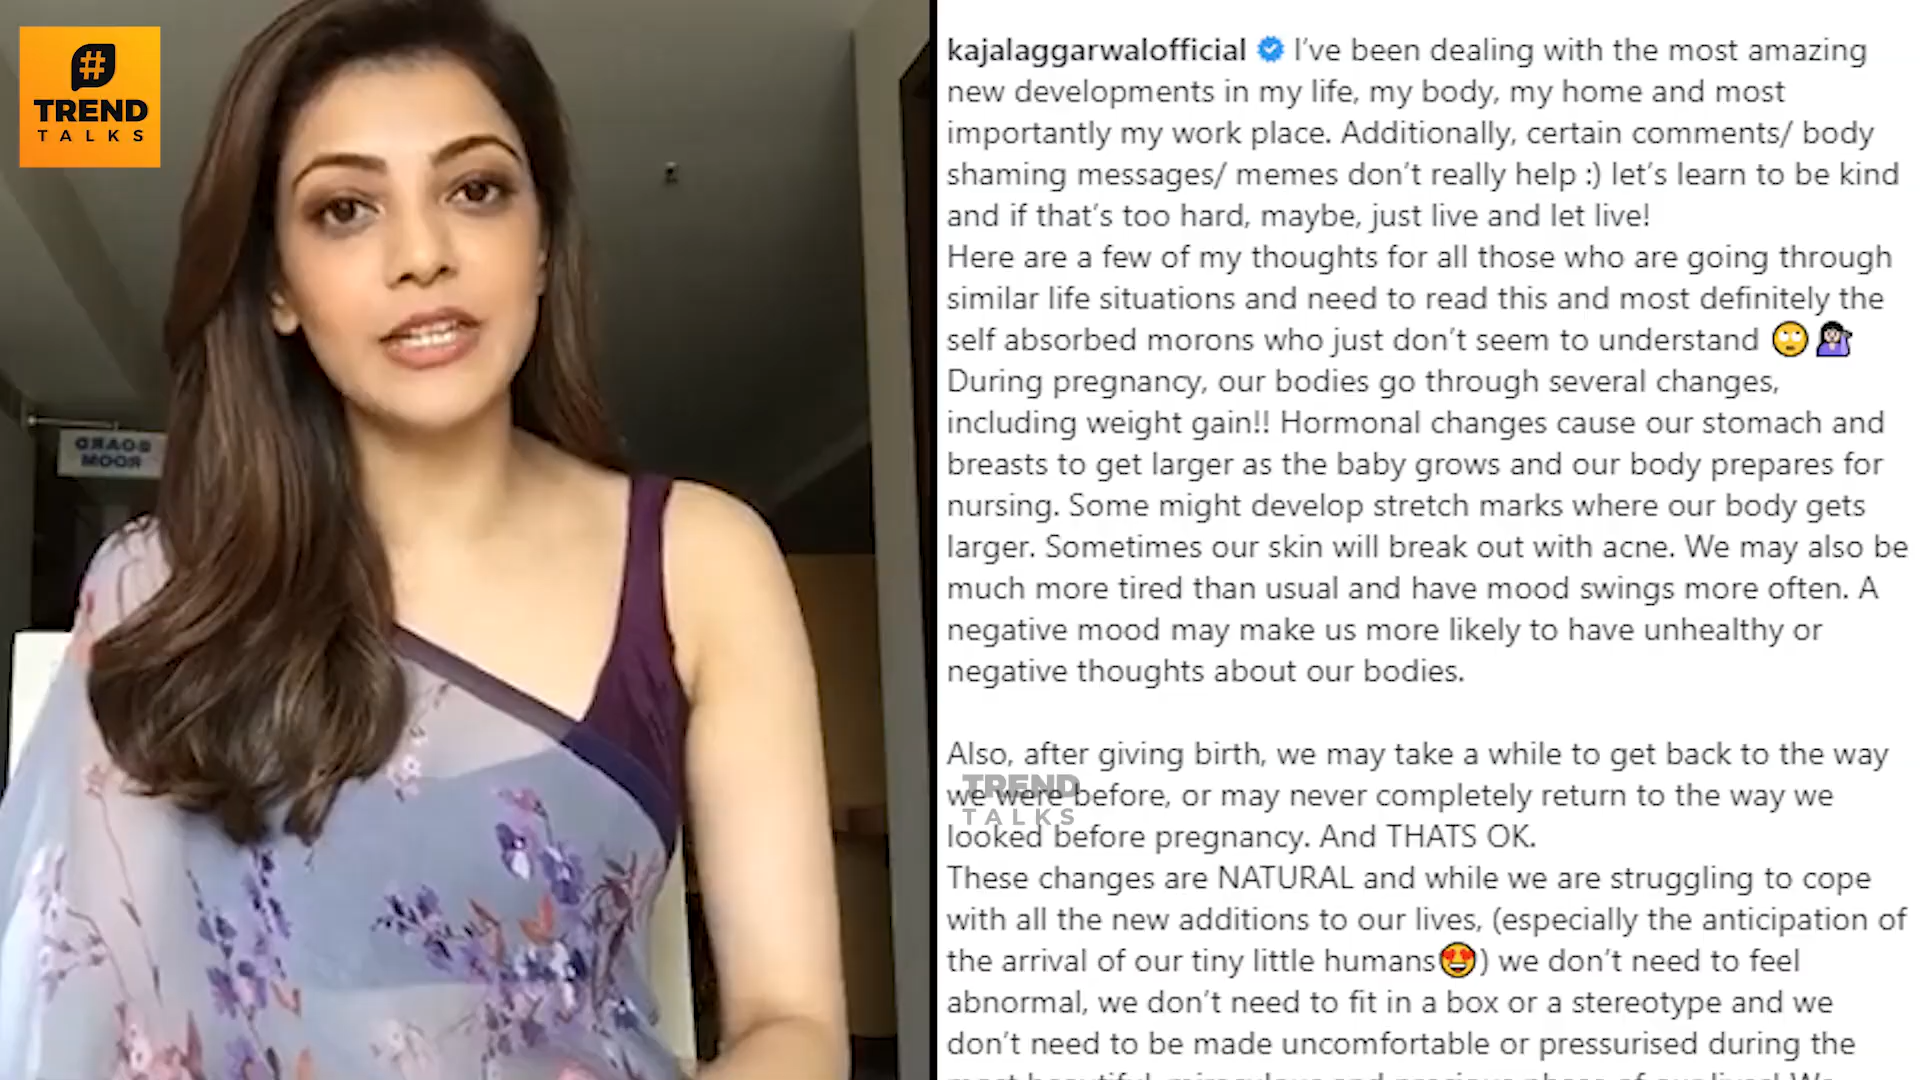 #
TREND
TALKS
BOARD
ROOM
kajalaggarwalofficial I’ve been dealing with the most amazing
new developments in my life, my body, my home and most
importantly my work place. Additionally, certain comments/ body
shaming messages/ memes don’t really help :) let’s learn to be kind
and if that’s too hard, maybe, just live and let live!
Here are a few of my thoughts for all those who are going through
similar life situations and need to read this and most definitely the
self absorbed morons who just don’t seem to understand 🙄🤷🏻‍♀️
During pregnancy, our bodies go through several changes,
including weight gain!! Hormonal changes cause our stomach and
breasts to get larger as the baby grows and our body prepares for
nursing. Some might develop stretch marks where our body gets
larger. Sometimes our skin will break out with acne. We may also be
much more tired than usual and have mood swings more often. A
negative mood may make us more likely to have unhealthy or
negative thoughts about our bodies.
Also, after giving birth, we may take a while to get back to the way
we were before, or may never completely return to the way we
looked before pregnancy. And THATS OK.
These changes are NATURAL and while we are struggling to cope
with all the new additions to our lives, (especially the anticipation of
the arrival of our tiny little humans😍) we don’t need to feel
abnormal, we don’t need to fit in a box or a stereotype and we
don’t need to be made uncomfortable or pressurised during the
TREND
TALKS